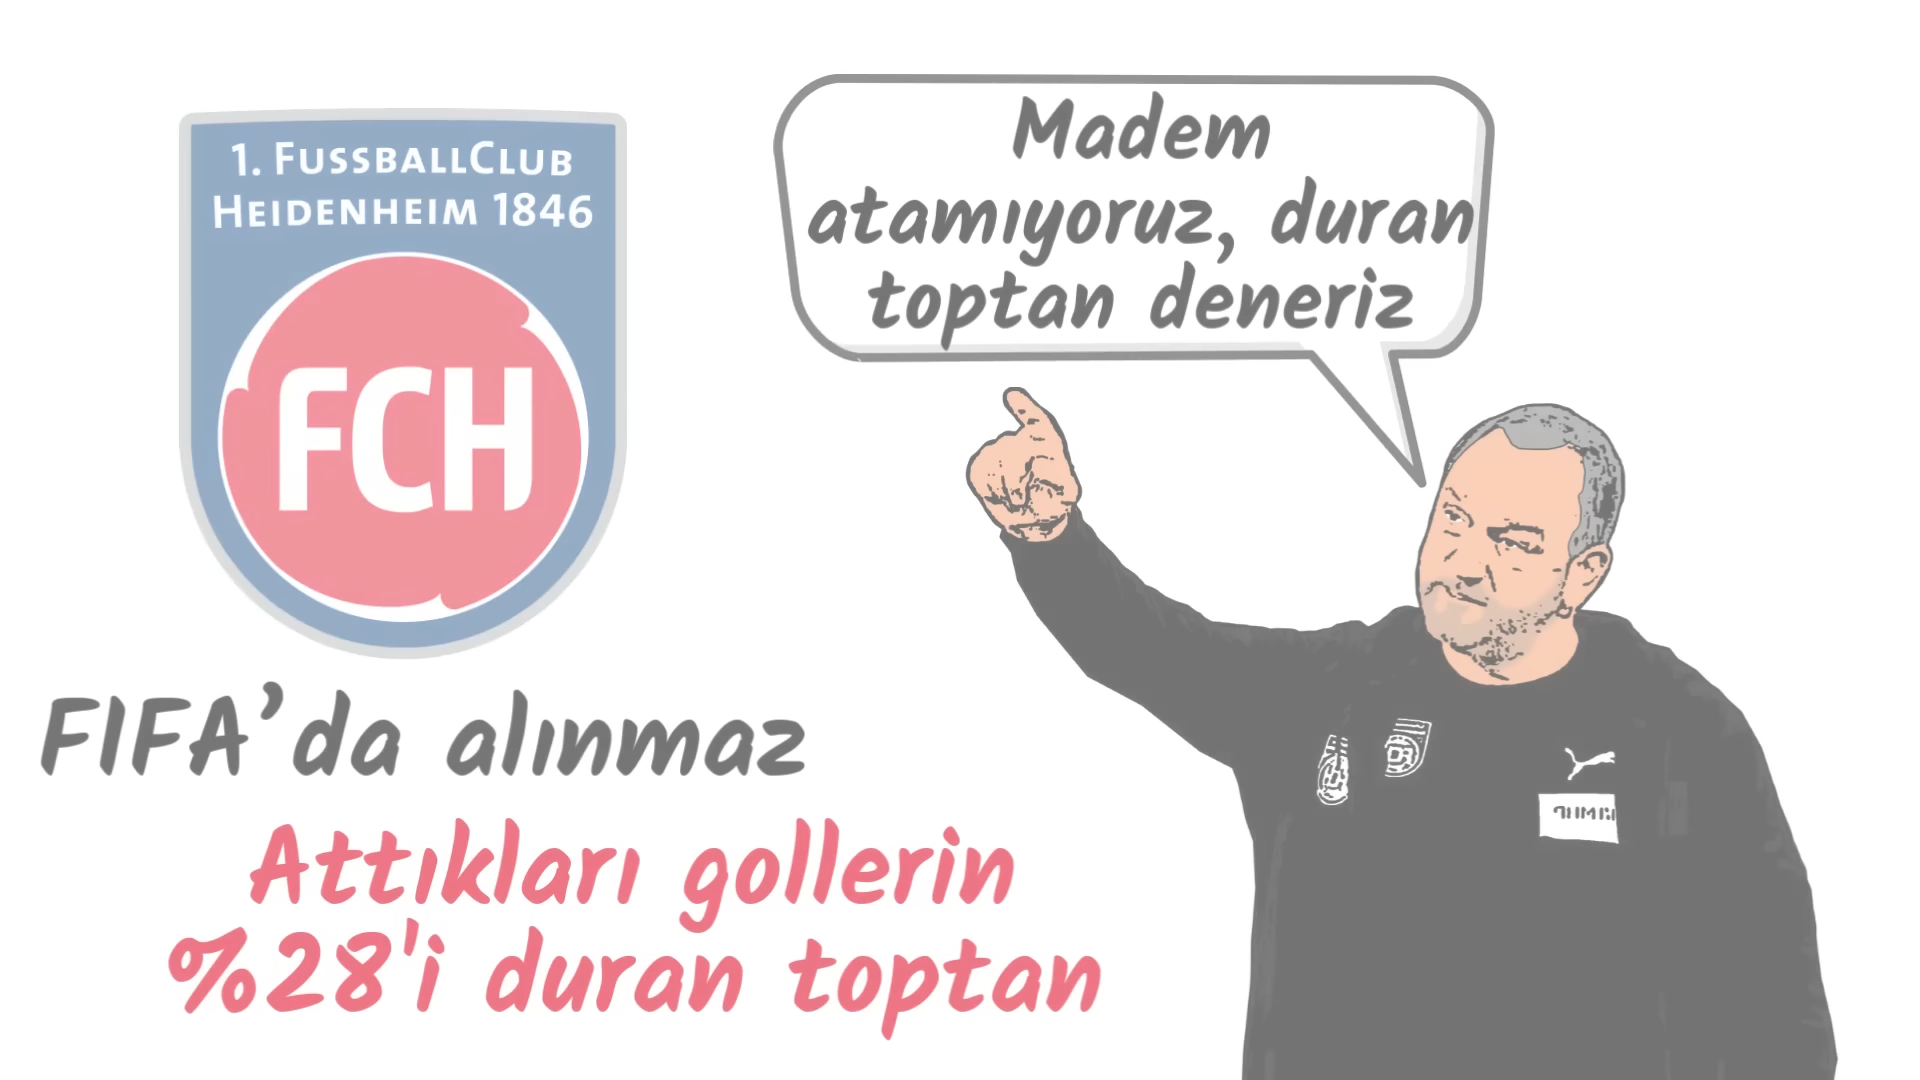 1. FUSSBALLCLUB
HEIDENHEIM 1846
FCH
Madem
atamıyoruz, duran
toptan deneriz
FIFA’da alınmaz
Attıkları gollerin
%28'i duran toptan